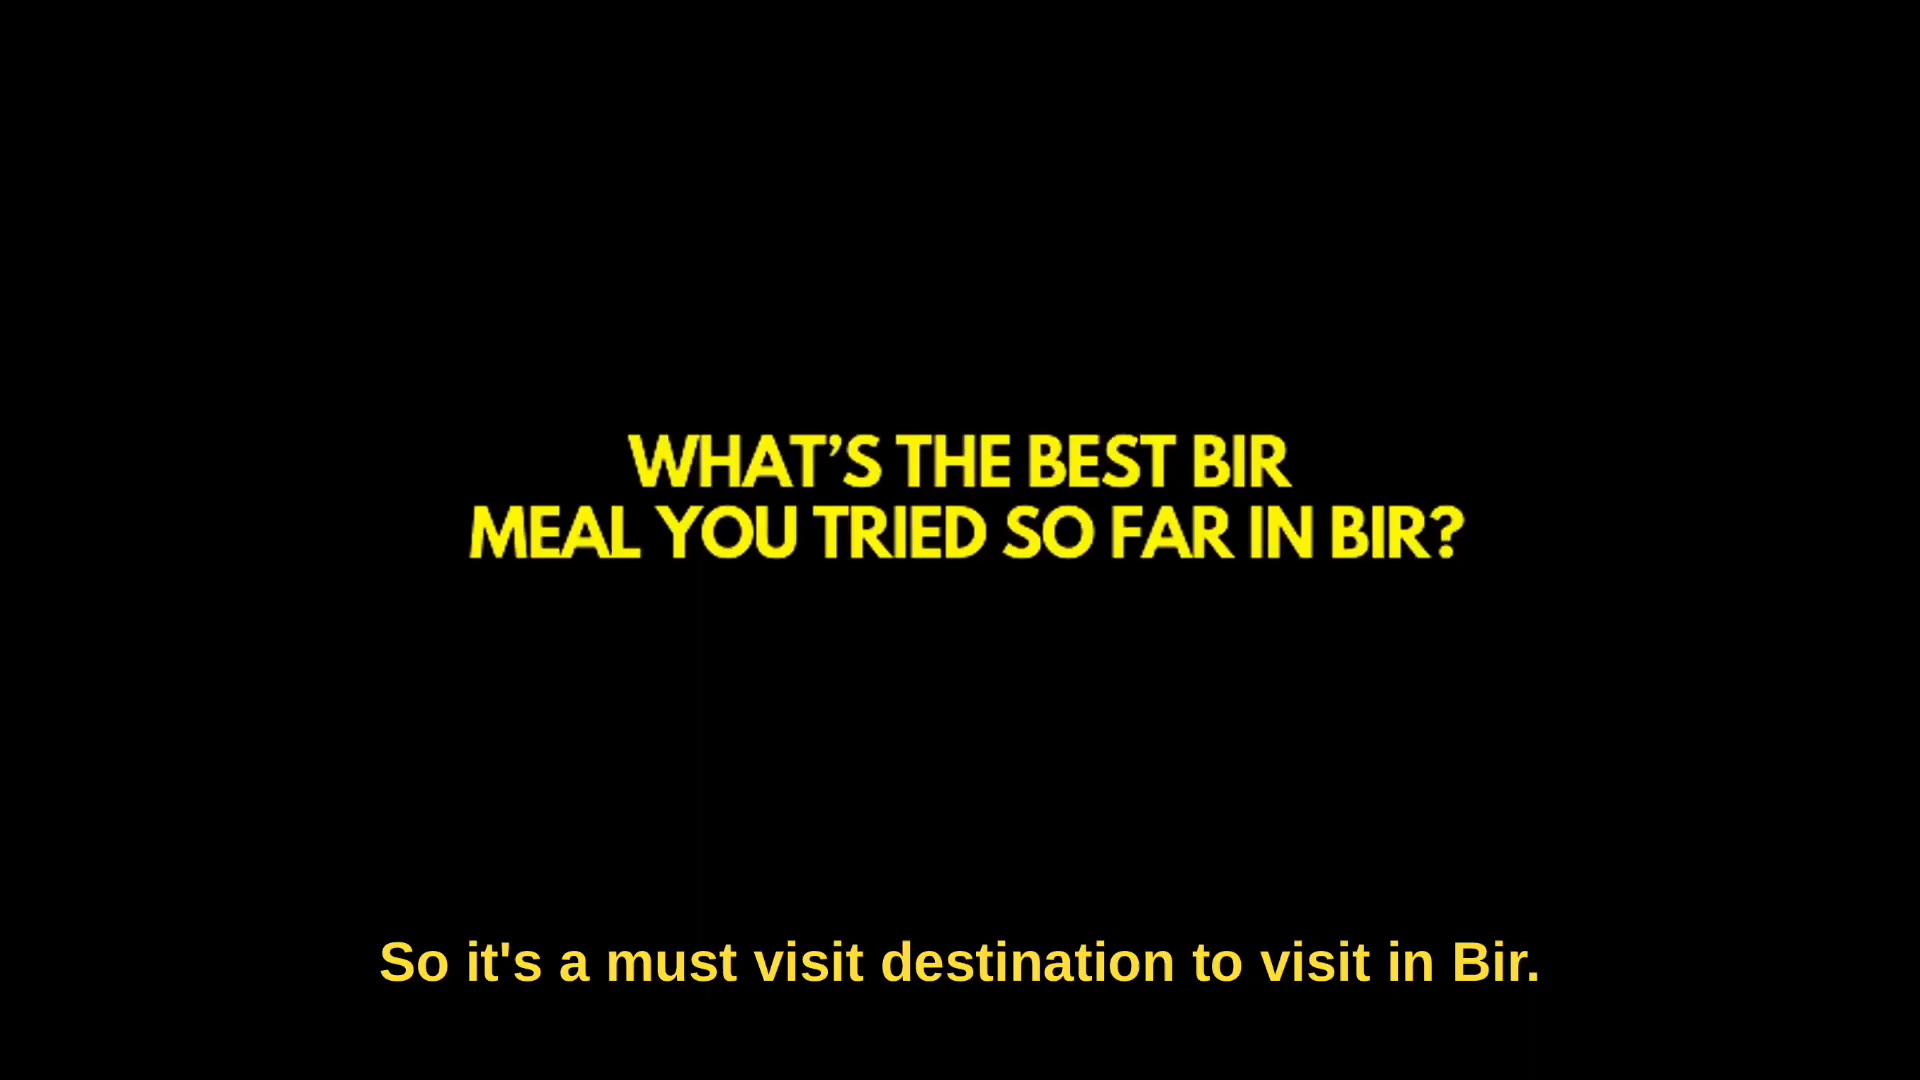 WHAT’S THE BEST BIR
MEAL YOU TRIED SO FAR IN BIR?
So it's a must visit destination to visit in Bir.